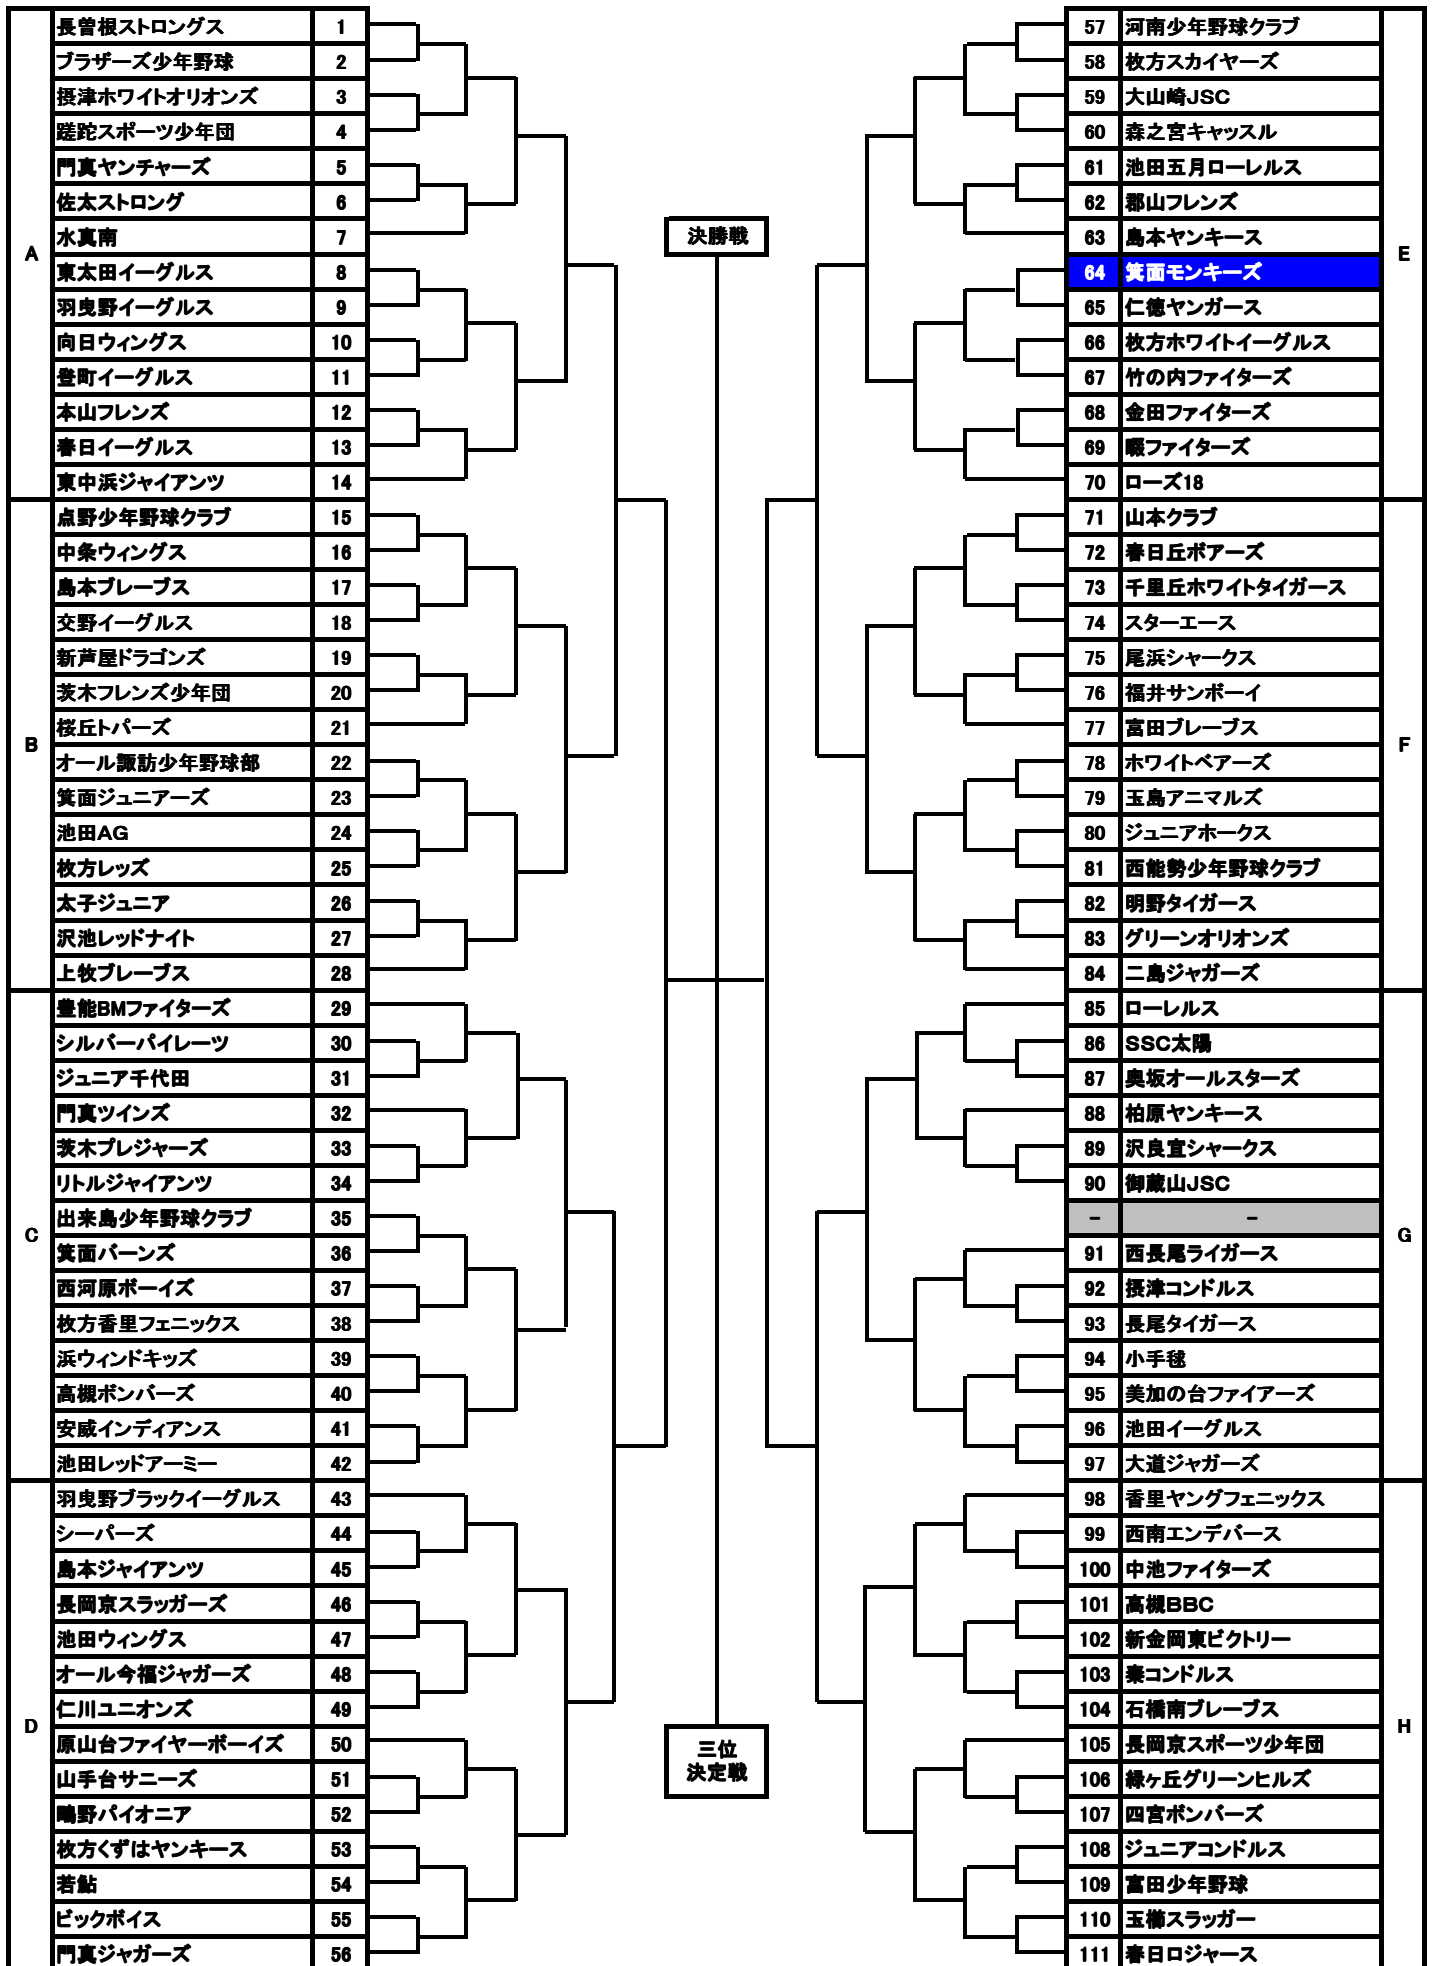 A
長曽根ストロングス 1
ブラザーズ少年野球 2
摂津ホワイトオリオンズ 3
蹉跎スポーツ少年団 4
門真ヤンチャーズ 5
佐太ストロング 6
水真南 7
東太田イーグルス 8
羽曳野イーグルス 9
向日ウィングス 10
登町イーグルス 11
本山フレンズ 12
春日イーグルス 13
東中浜ジャイアンツ 14
B
点野少年野球クラブ 15
中条ウィングス 16
島本ブレーブス 17
交野イーグルス 18
新芦屋ドラゴンズ 19
茨木フレンズ少年団 20
桜丘トパーズ 21
オール諏訪少年野球部 22
箕面ジュニアーズ 23
池田AG 24
枚方レッズ 25
太子ジュニア 26
沢池レッドナイト 27
上牧ブレーブス 28
C
豊能BMファイターズ 29
シルバーパイレーツ 30
ジュニア千代田 31
門真ツインズ 32
茨木プレジャーズ 33
リトルジャイアンツ 34
出来島少年野球クラブ 35
箕面バーンズ 36
西河原ボーイズ 37
枚方香里フェニックス 38
浜ウィンドキッズ 39
高槻ボンバーズ 40
安威インディアンス 41
池田レッドアーミー 42
D
羽曳野ブラックイーグルス 43
シーパーズ 44
島本ジャイアンツ 45
長岡京スラッガーズ 46
池田ウィングス 47
オール今福ジャガーズ 48
仁川ユニオンズ 49
原山台ファイヤーボーイズ 50
山手台サニーズ 51
鴫野パイオニア 52
枚方くずはヤンキース 53
若鮎 54
ビックボイス 55
門真ジャガーズ 56
決勝戦
三位
決定戦
E
57 河南少年野球クラブ
58 枚方スカイヤーズ
59 大山崎JSC
60 森之宮キャッスル
61 池田五月ローレルス
62 郡山フレンズ
63 島本ヤンキース
64 箕面モンキーズ
65 仁徳ヤンガース
66 枚方ホワイトイーグルス
67 竹の内ファイターズ
68 金田ファイターズ
69 畷ファイターズ
70 ローズ18
F
71 山本クラブ
72 春日丘ボアーズ
73 千里丘ホワイトタイガース
74 スターエース
75 尾浜シャークス
76 福井サンボーイ
77 富田ブレーブス
78 ホワイトベアーズ
79 玉島アニマルズ
80 ジュニアホークス
81 西能勢少年野球クラブ
82 明野タイガース
83 グリーンオリオンズ
84 二島ジャガーズ
G
85 ローレルス
86 SSC太陽
87 奥坂オールスターズ
88 柏原ヤンキース
89 沢良宜シャークス
90 御蔵山JSC
- -
91 西長尾ライガース
92 摂津コンドルス
93 長尾タイガース
94 小手毬
95 美加の台ファイアーズ
96 池田イーグルス
97 大道ジャガーズ
H
98 香里ヤングフェニックス
99 西南エンデバース
100 中池ファイターズ
101 高槻BBC
102 新金岡東ビクトリー
103 秦コンドルス
104 石橋南ブレーブス
105 長岡京スポーツ少年団
106 緑ヶ丘グリーンヒルズ
107 四宮ボンバーズ
108 ジュニアコンドルス
109 富田少年野球
110 玉櫛スラッガー
111 春日ロジャース